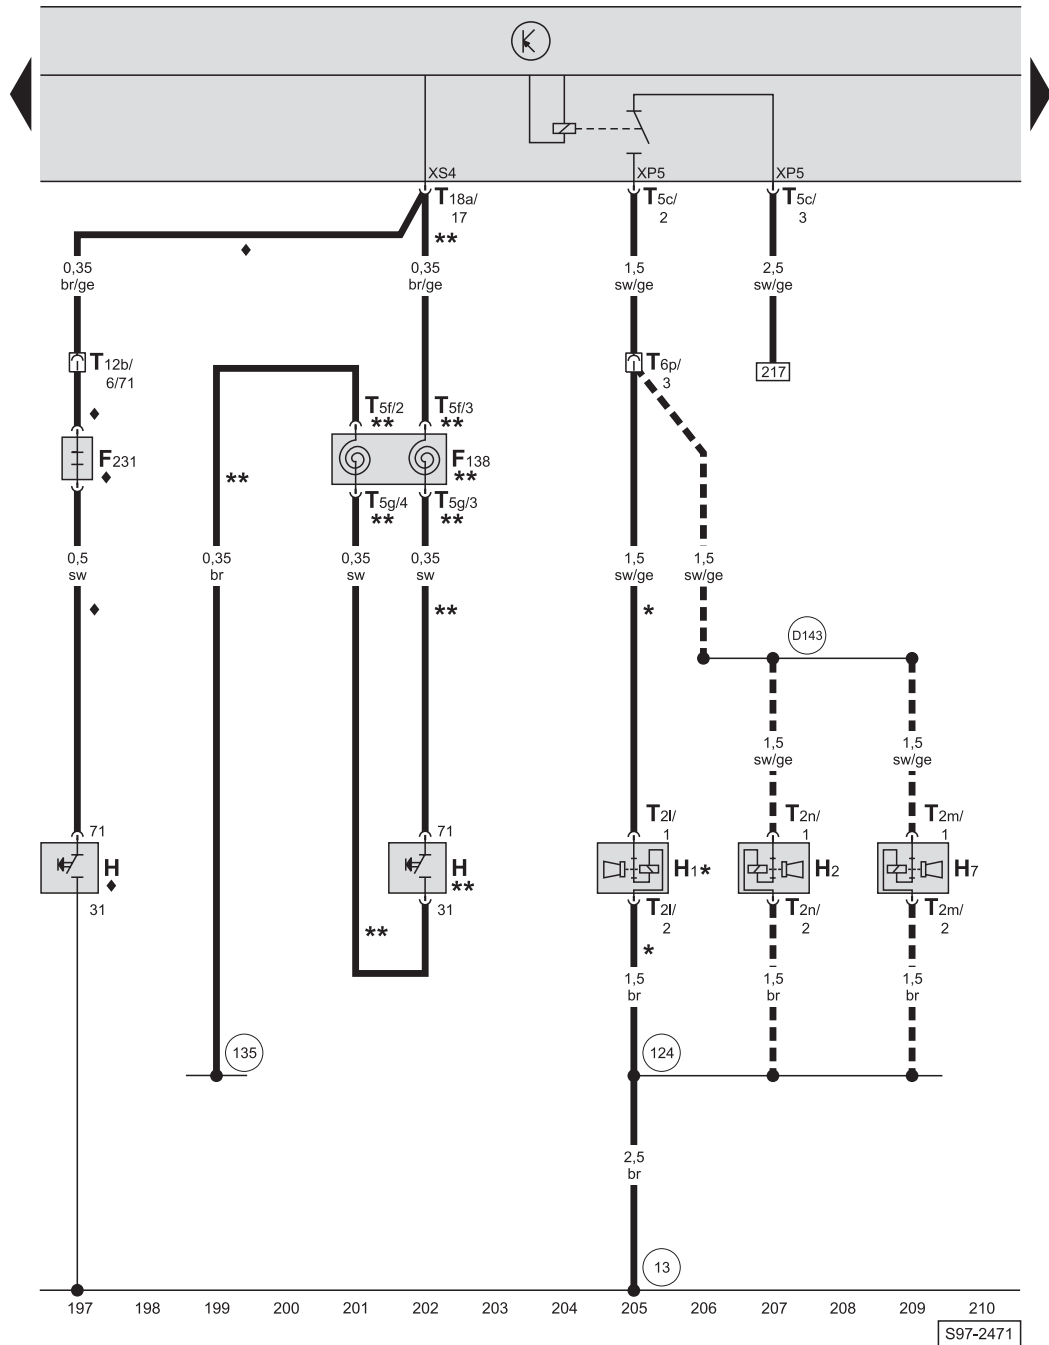 K
XS4
XP5
XP5
T18a/
17
**
T5c/
2
T5c/
3
♦
0,35
br/ge
0,35
br/ge
1,5
sw/ge
2,5
sw/ge
T12b/
6/71
♦
T6p/
3
217
T5f/2
**
T5f/3
**
F231
♦
**
F138
**
T5g/4
**
T5g/3
**
0,5
sw
0,35
br
0,35
sw
0,35
sw
1,5
sw/ge
1,5
sw/ge
♦
**
*
D143
1,5
sw/ge
1,5
sw/ge
71
71
T2l/
1
T2n/
1
T2m/
1
H
♦
H
**
H1*
H2
H7
31
31
T2l/
2
T2n/
2
T2m/
2
**
*
1,5
br
1,5
br
1,5
br
135
124
2,5
br
13
197 198 199 200 201 202 203 204 205 206 207 208 209 210
S97-2471